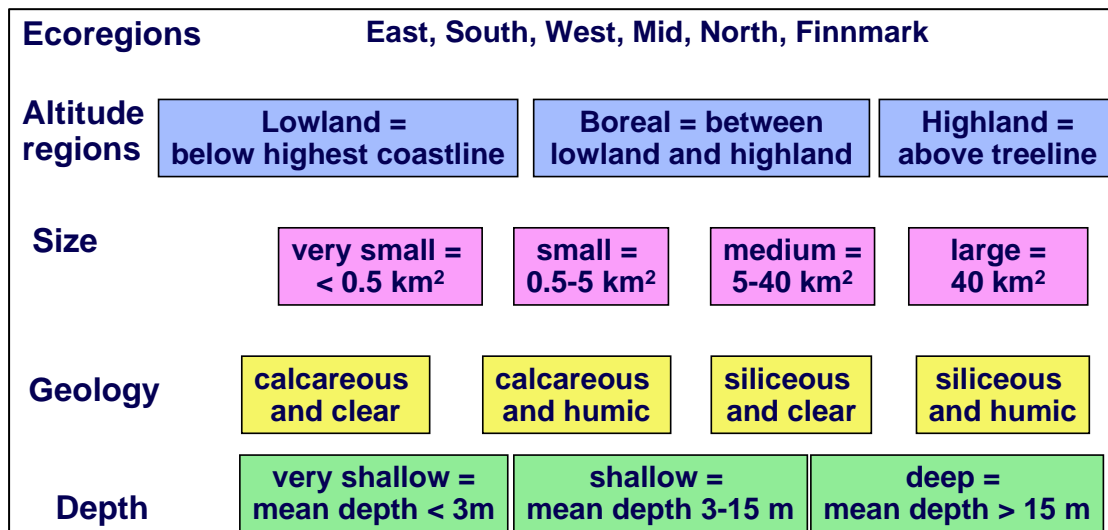 Ecoregions East, South, West, Mid, North, Finnmark
Altitude regions
Lowland =
below highest coastline
Boreal = between
lowland and highland
Highland =
above treeline
Size
very small =
< 0.5 km²
small =
0.5-5 km²
medium =
5-40 km²
large =
40 km²
Geology
calcareous
and clear
calcareous
and humic
siliceous
and clear
siliceous
and humic
Depth
very shallow =
mean depth < 3m
shallow =
mean depth 3-15 m
deep =
mean depth > 15 m